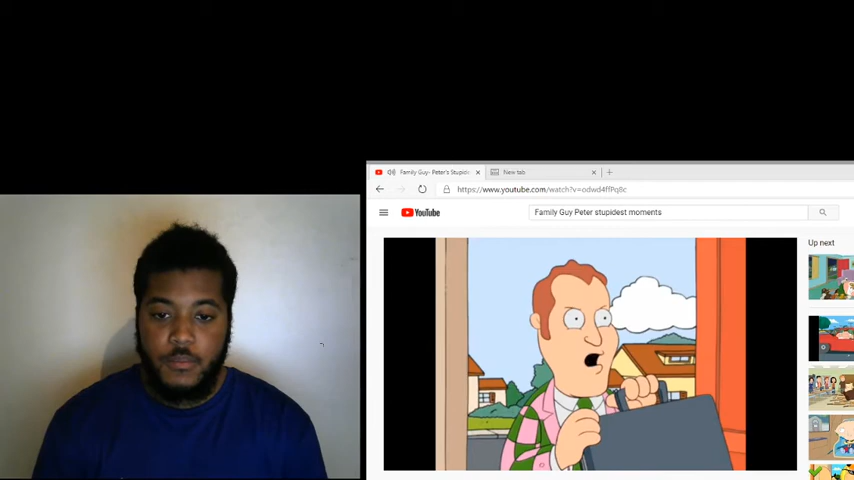 Family Guy- Peter's Stupide
New tab
https://www.youtube.com/watch?v=odwd4ffPq8c
YouTube
Family Guy Peter stupidest moments
Up next